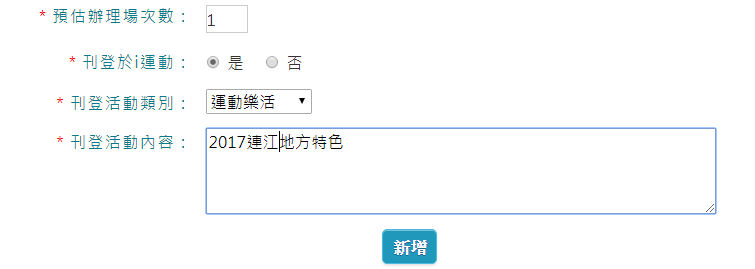 * 預估辦理場次數： 1
* 刊登於i運動： 是 否
* 刊登活動類別： 運動樂活
* 刊登活動內容： 2017連江地方特色
新增